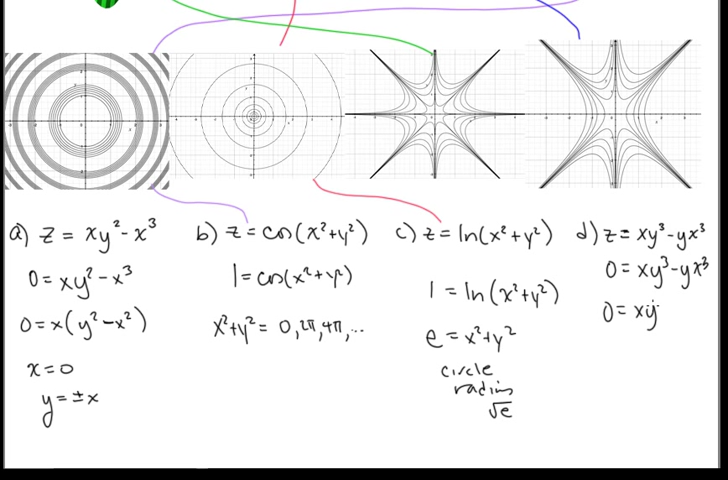 a) z = xy² - x³
0 = xy² - x³
0 = x(y² - x²)
x = 0
y = ±x
b) z = cos(x² + y²)
1 = cos(x² + y²)
x² + y² = 0, 2π, 4π, ...
c) z = ln(x² + y²)
1 = ln(x² + y²)
e = x² + y²
circle
radius
√e
d) z = xy³ - yx³
0 = xy³ - yx³
0 = xy